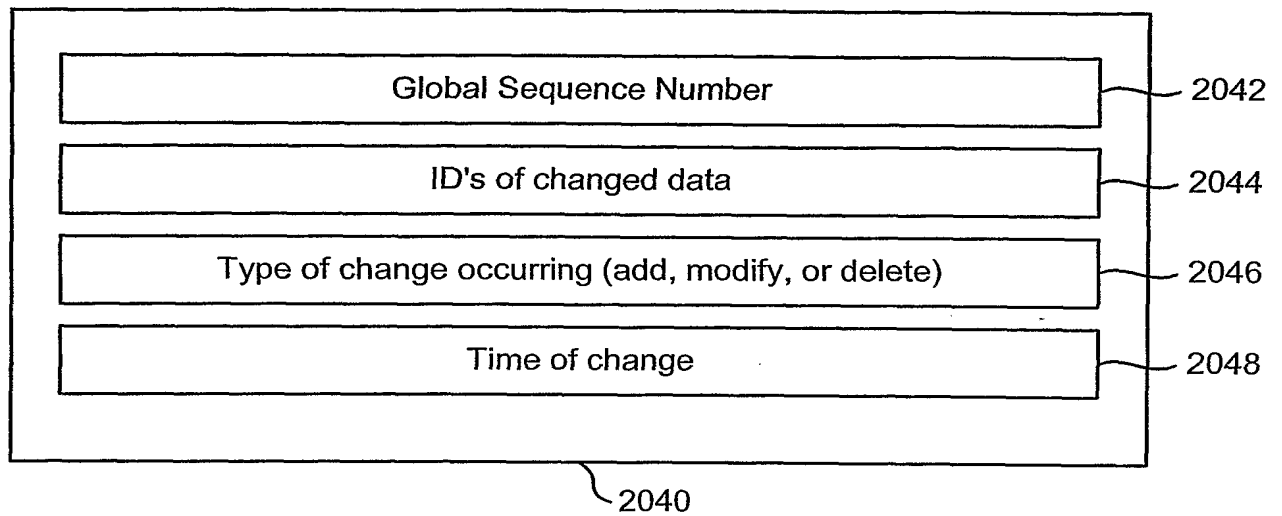 Global Sequence Number 2042
ID's of changed data 2044
Type of change occurring (add, modify, or delete) 2046
Time of change 2048
2040